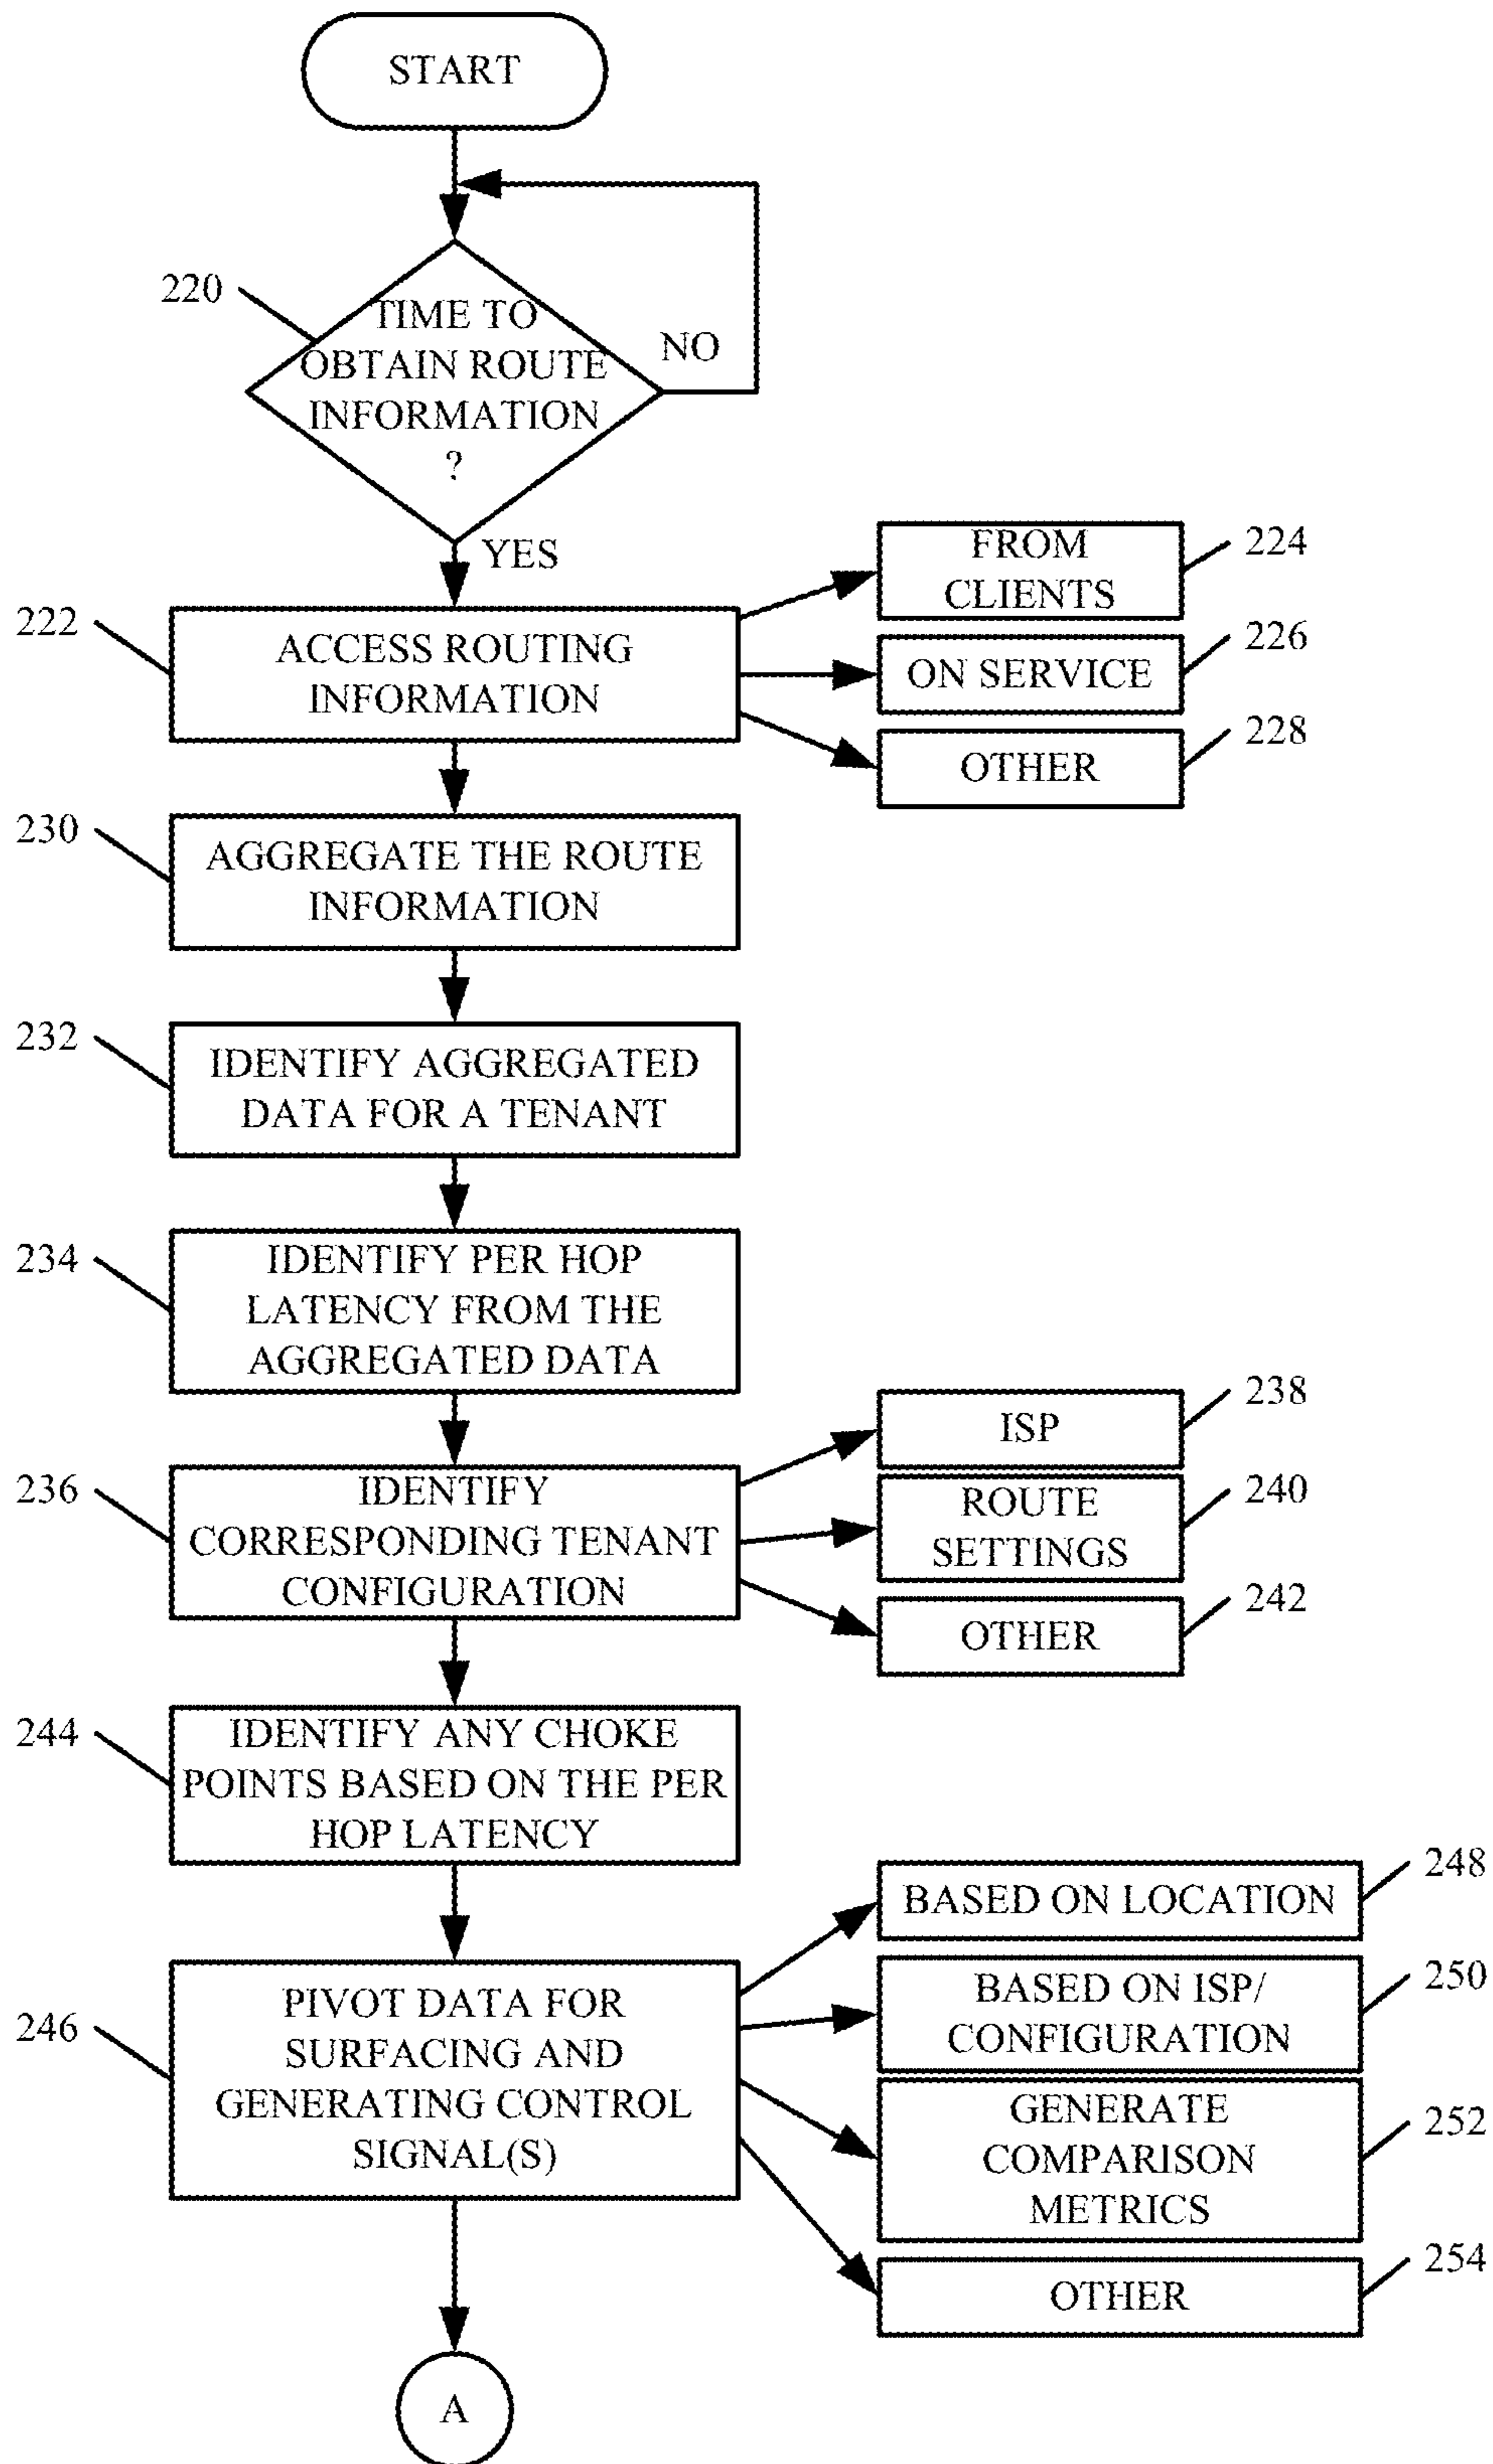 START
220
TIME TO
OBTAIN ROUTE
INFORMATION
?
NO
YES
222
ACCESS ROUTING
INFORMATION
FROM
CLIENTS
224
ON SERVICE
226
OTHER
228
230
AGGREGATE THE ROUTE
INFORMATION
232
IDENTIFY AGGREGATED
DATA FOR A TENANT
234
IDENTIFY PER HOP
LATENCY FROM THE
AGGREGATED DATA
236
IDENTIFY
CORRESPONDING TENANT
CONFIGURATION
ISP
238
ROUTE
SETTINGS
240
OTHER
242
244
IDENTIFY ANY CHOKE
POINTS BASED ON THE PER
HOP LATENCY
246
PIVOT DATA FOR
SURFACING AND
GENERATING CONTROL
SIGNAL(S)
BASED ON LOCATION
248
BASED ON ISP/
CONFIGURATION
250
GENERATE
COMPARISON
METRICS
252
OTHER
254
A